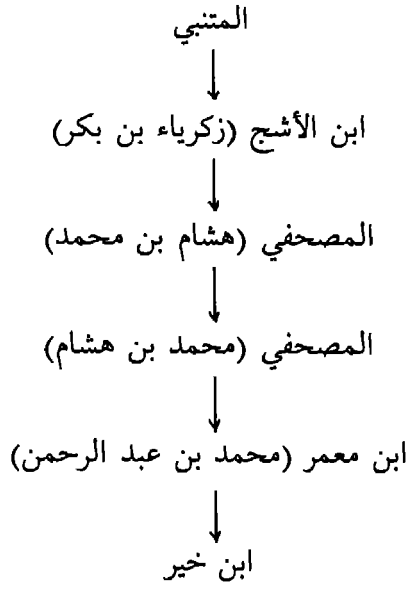 المتنبي
ابن الأشج (زكرياء بن بكر)
المصحفي (هشام بن محمد)
المصحفي (محمد بن هشام)
ابن معمر (محمد بن عبد الرحمن)
ابن خير